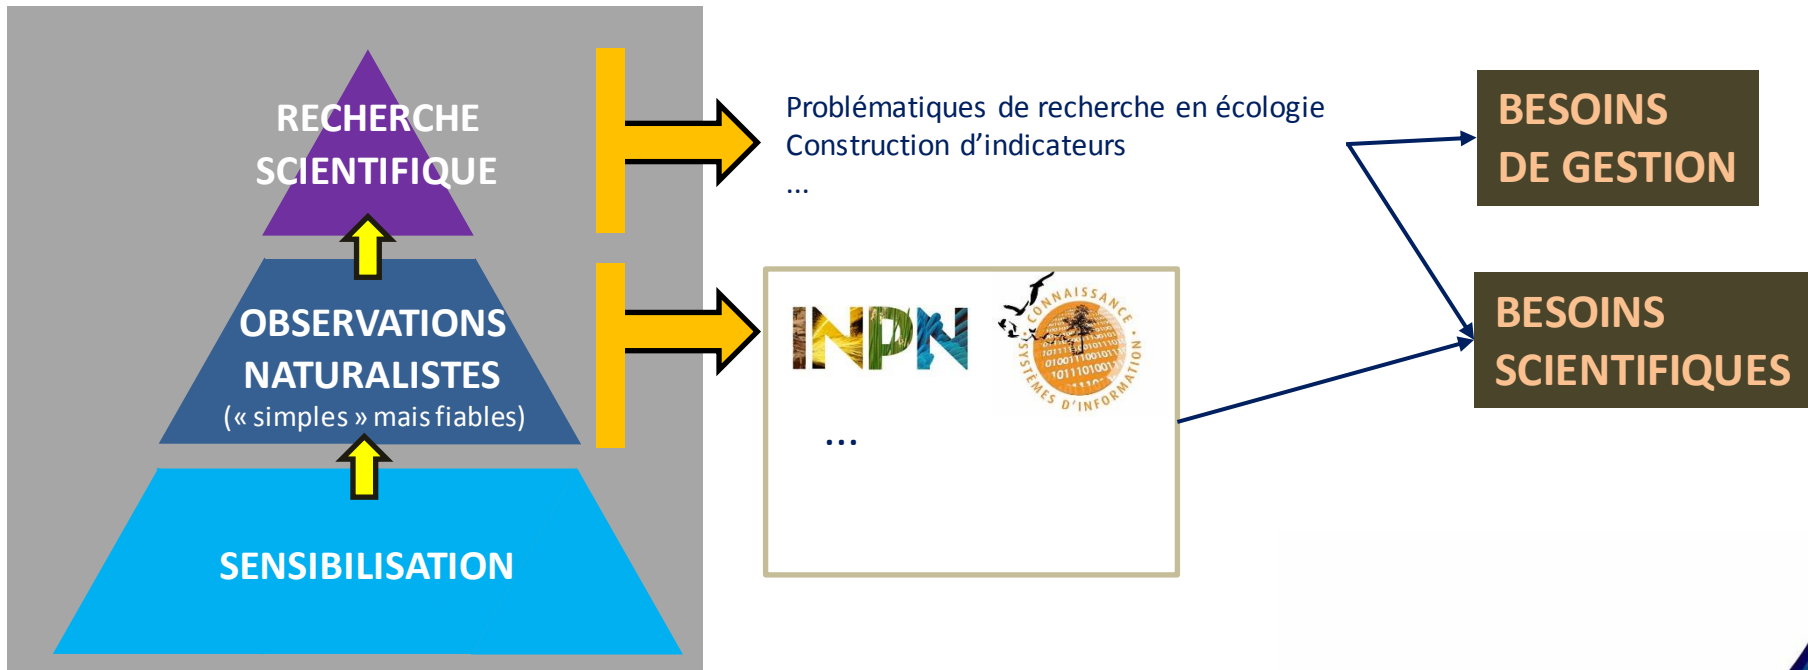 RECHERCHE
SCIENTIFIQUE
OBSERVATIONS
NATURALISTES
(« simples » mais fiables)
SENSIBILISATION
Problématiques de recherche en écologie
Construction d’indicateurs
...
INPN
CONNAISSANCE • SYSTÈMES D'INFORMATION •
...
BESOINS
DE GESTION
BESOINS
SCIENTIFIQUES